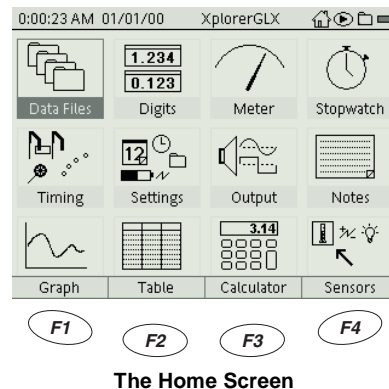 0:00:23 AM 01/01/00 XplorerGLX
1.234
0.123
Data Files Digits Meter Stopwatch
12
Timing Settings Output Notes
3.14
Graph Table Calculator Sensors
F1 F2 F3 F4
The Home Screen